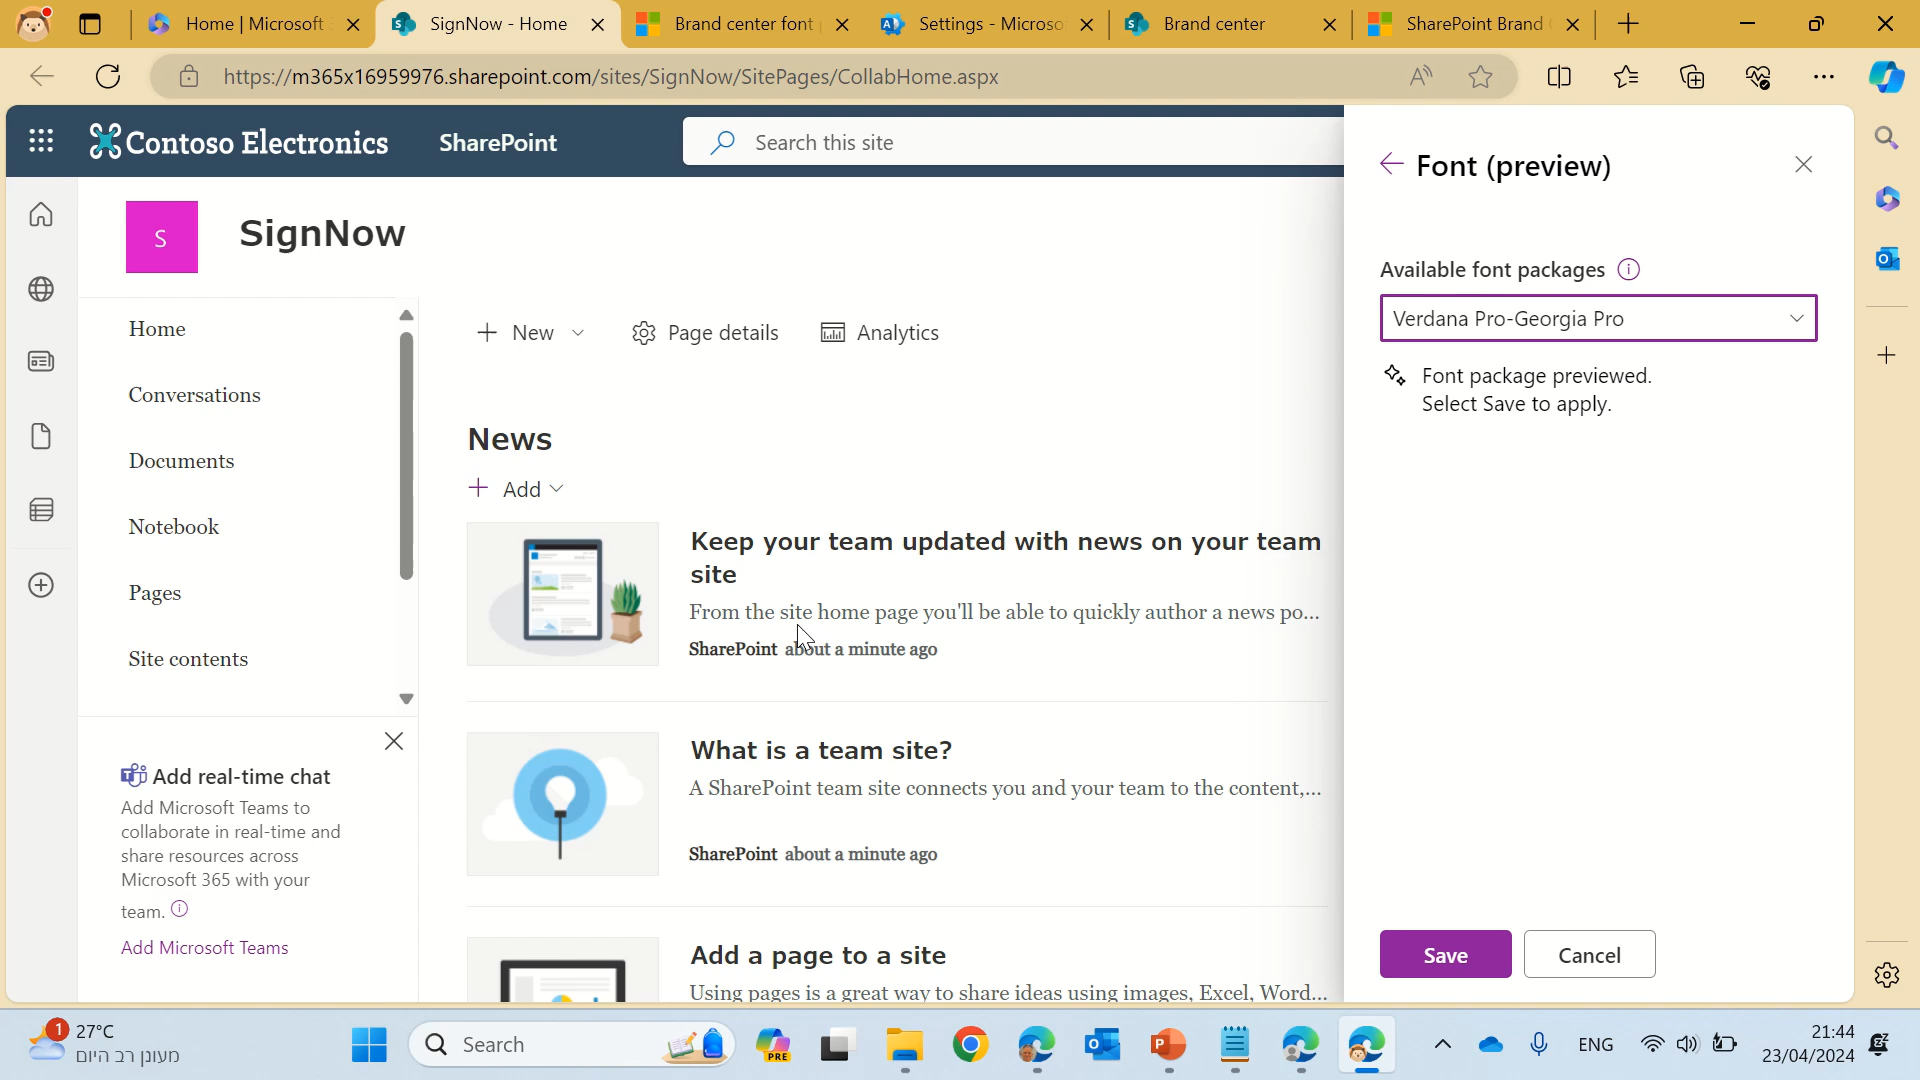 Home | Microsoft
SignNow - Home
Brand center font
Settings - Microso
Brand center
SharePoint Brand
https://m365x16959976.sharepoint.com/sites/SignNow/SitePages/CollabHome.aspx
Contoso Electronics
SharePoint
Search this site
S
SignNow
Home
Conversations
Documents
Notebook
Pages
Site contents
Add real-time chat
Add Microsoft Teams to
collaborate in real-time and
share resources across
Microsoft 365 with your
team.
Add Microsoft Teams
New
Page details
Analytics
News
Add
Keep your team updated with news on your team
site
From the site home page you'll be able to quickly author a news po...
SharePoint about a minute ago
What is a team site?
A SharePoint team site connects you and your team to the content,...
SharePoint about a minute ago
Add a page to a site
Using pages is a great way to share ideas using images, Excel, Word...
Font (preview)
Available font packages
Verdana Pro-Georgia Pro
Font package previewed.
Select Save to apply.
Save
Cancel
1
27°C
מעונן רב היום
Search
PRE
ENG
21:44
23/04/2024